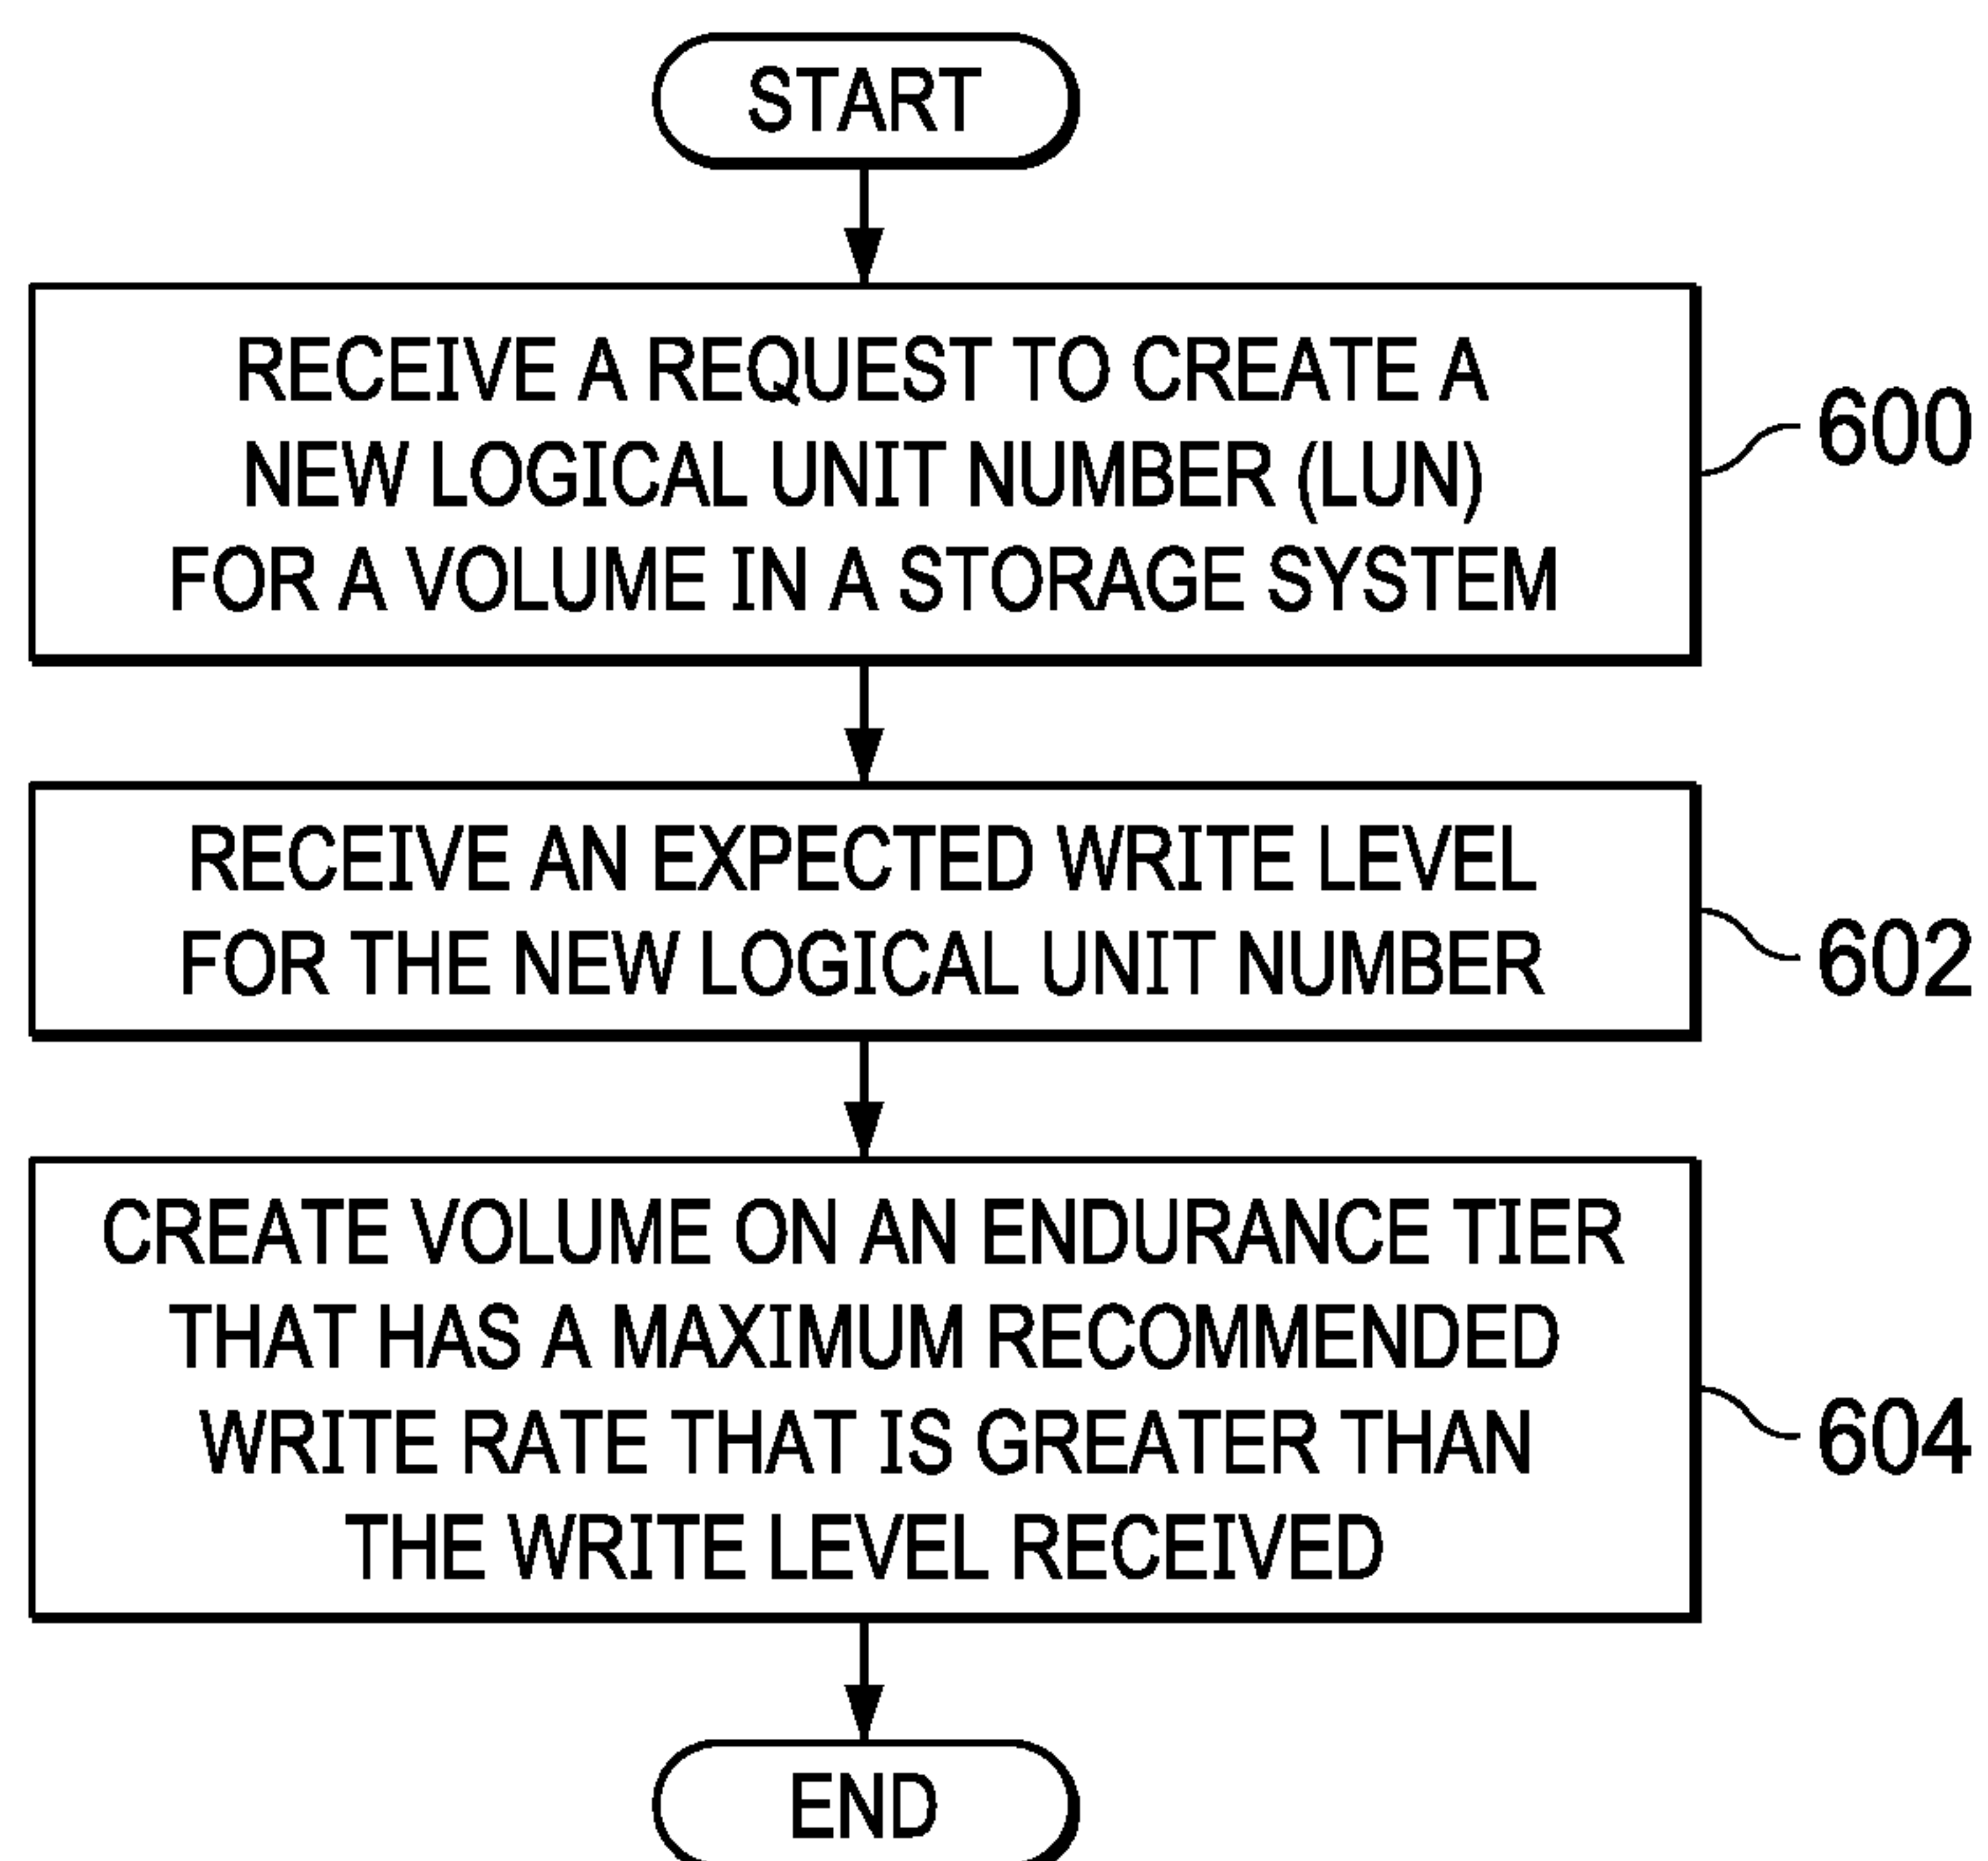 START
RECEIVE A REQUEST TO CREATE A
NEW LOGICAL UNIT NUMBER (LUN)
FOR A VOLUME IN A STORAGE SYSTEM
600
RECEIVE AN EXPECTED WRITE LEVEL
FOR THE NEW LOGICAL UNIT NUMBER
602
CREATE VOLUME ON AN ENDURANCE TIER
THAT HAS A MAXIMUM RECOMMENDED
WRITE RATE THAT IS GREATER THAN
THE WRITE LEVEL RECEIVED
604
END